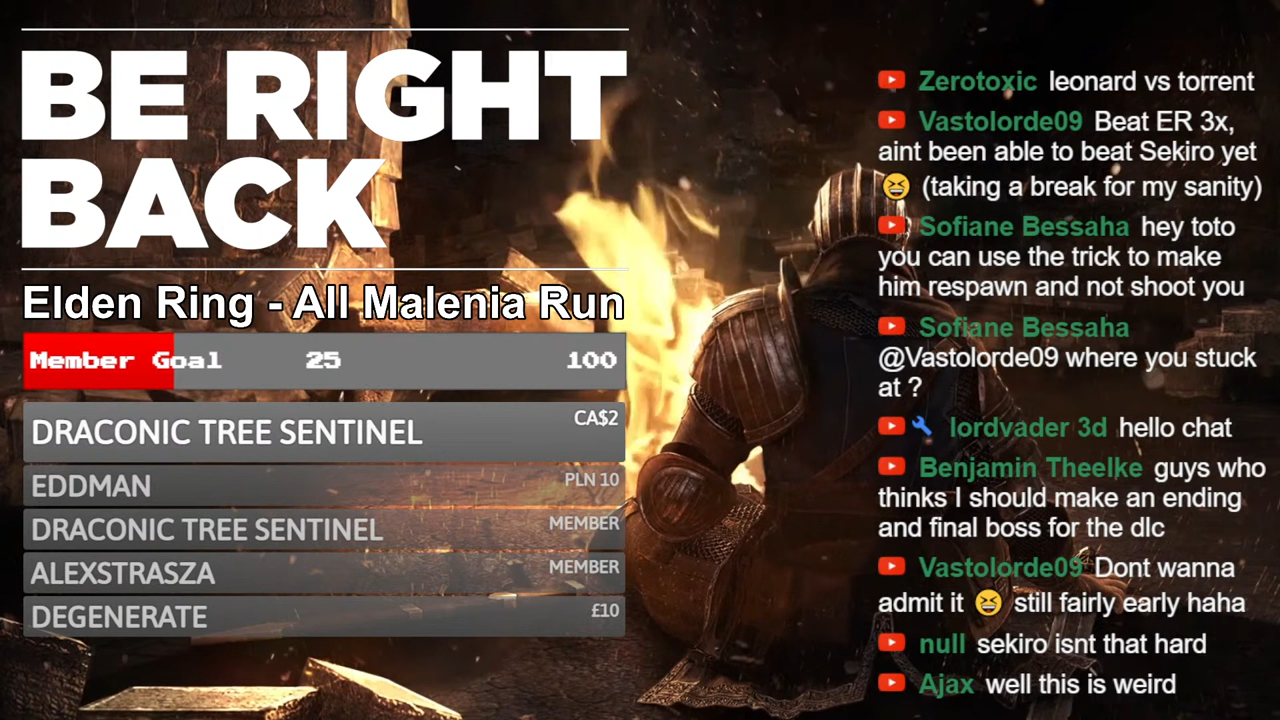 BE RIGHT
BACK
Elden Ring - All Malenia Run
Member Goal 25 100
DRACONIC TREE SENTINEL CA$2
EDDMAN PLN 10
DRACONIC TREE SENTINEL MEMBER
ALEXSTRASZA MEMBER
DEGENERATE £10
Zerotoxic leonard vs torrent
Vastolorde09 Beat ER 3x,
aint been able to beat Sekiro yet
😆 (taking a break for my sanity)
Sofiane Bessaha hey toto
you can use the trick to make
him respawn and not shoot you
Sofiane Bessaha
@Vastolorde09 where you stuck
at ?
lordvader 3d hello chat
Benjamin Theelke guys who
thinks I should make an ending
and final boss for the dlc
Vastolorde09 Dont wanna
admit it 😆 still fairly early haha
null sekiro isnt that hard
Ajax well this is weird